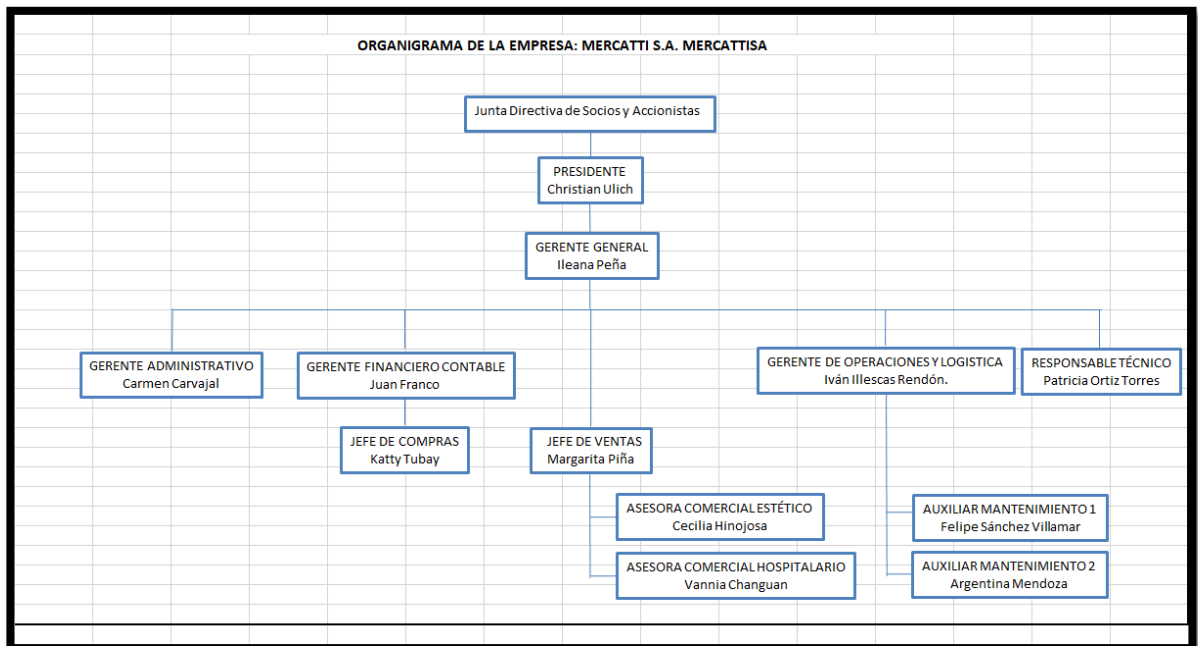 ORGANIGRAMA DE LA EMPRESA: MERCATTI S.A. MERCATTISA
Junta Directiva de Socios y Accionistas
PRESIDENTE
Christian Ulich
GERENTE GENERAL
Ileana Peña
GERENTE ADMINISTRATIVO
Carmen Carvajal
GERENTE FINANCIERO CONTABLE
Juan Franco
GERENTE DE OPERACIONES Y LOGISTICA
Iván Illescas Rendón.
RESPONSABLE TÉCNICO
Patricia Ortiz Torres
JEFE DE COMPRAS
Katty Tubay
JEFE DE VENTAS
Margarita Piña
ASESORA COMERCIAL ESTÉTICO
Cecilia Hinojosa
AUXILIAR MANTENIMIENTO 1
Felipe Sánchez Villamar
ASESORA COMERCIAL HOSPITALARIO
Vannia Changuan
AUXILIAR MANTENIMIENTO 2
Argentina Mendoza